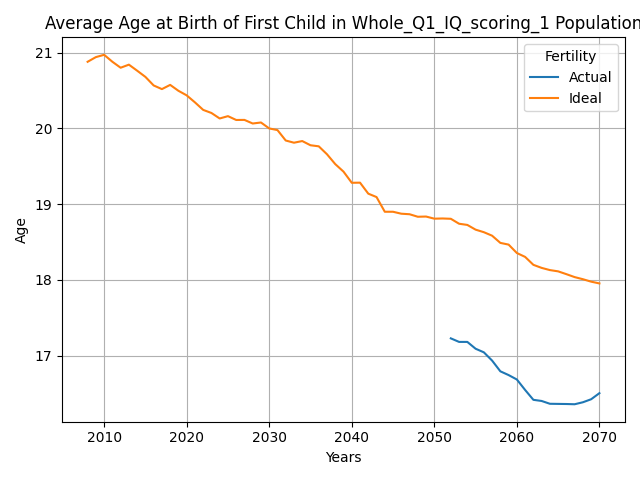 Average Age at Birth of First Child in Whole_Q1_IQ_scoring_1 Population
Fertility
Actual
Ideal
Age
21
20
19
18
17
2010 2020 2030 2040 2050 2060 2070
Years